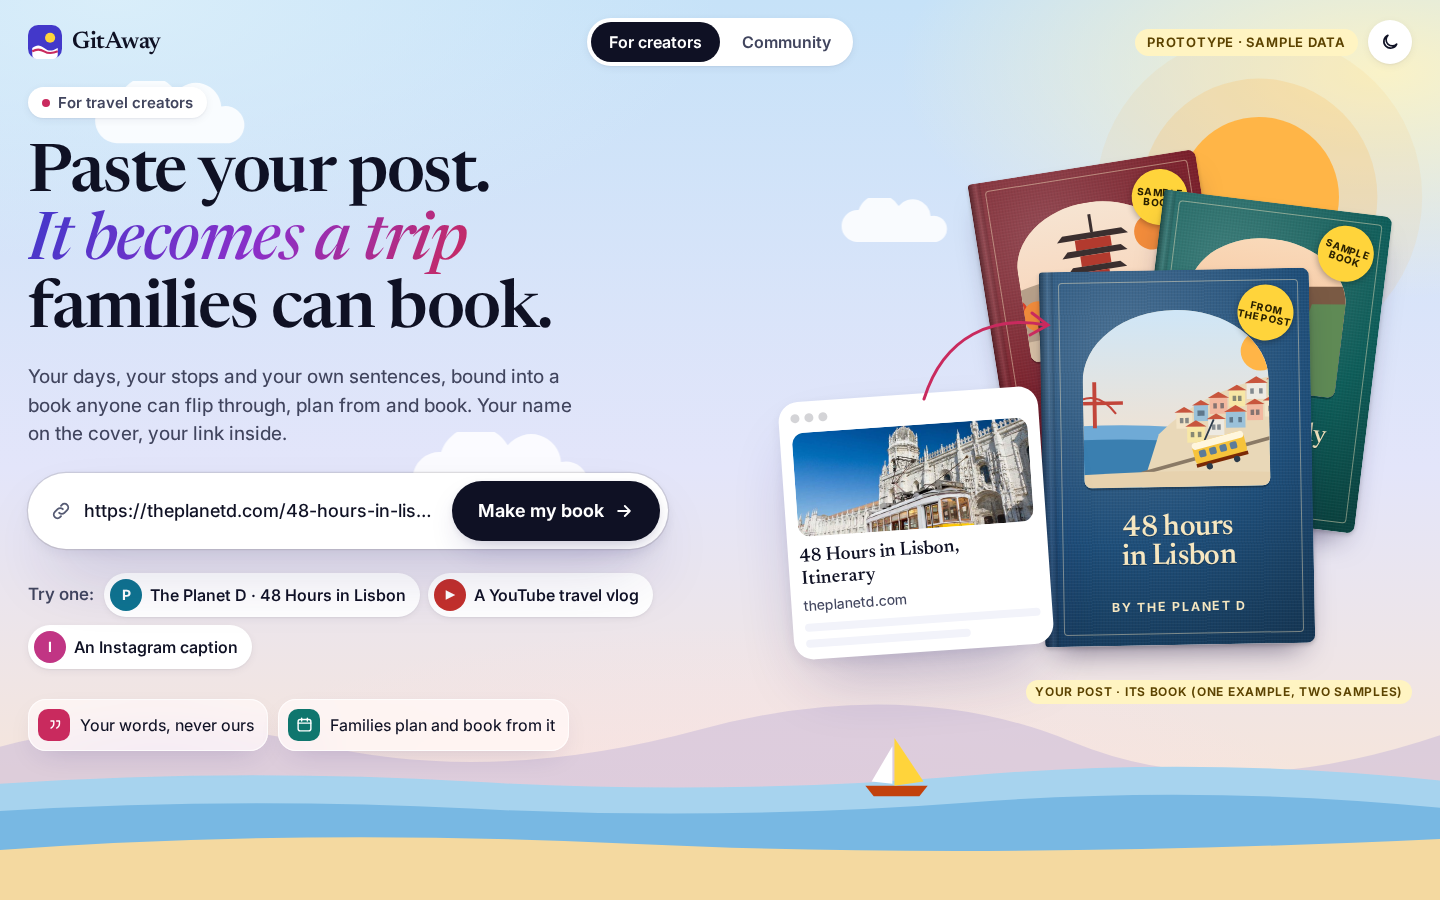 GitAway
For creators
Community
PROTOTYPE · SAMPLE DATA
For travel creators
Paste your post.
It becomes a trip
families can book.
Your days, your stops and your own sentences, bound into a
book anyone can flip through, plan from and book. Your name
on the cover, your link inside.
https://theplanetd.com/48-hours-in-lis...
Make my book
Try one:
P
The Planet D · 48 Hours in Lisbon
A YouTube travel vlog
I
An Instagram caption
Your words, never ours
Families plan and book from it
SAMPLE
BOOK
FROM
THE POST
48 hours
in Lisbon
BY THE PLANET D
48 Hours in Lisbon,
Itinerary
theplanetd.com
YOUR POST · ITS BOOK (ONE EXAMPLE, TWO SAMPLES)